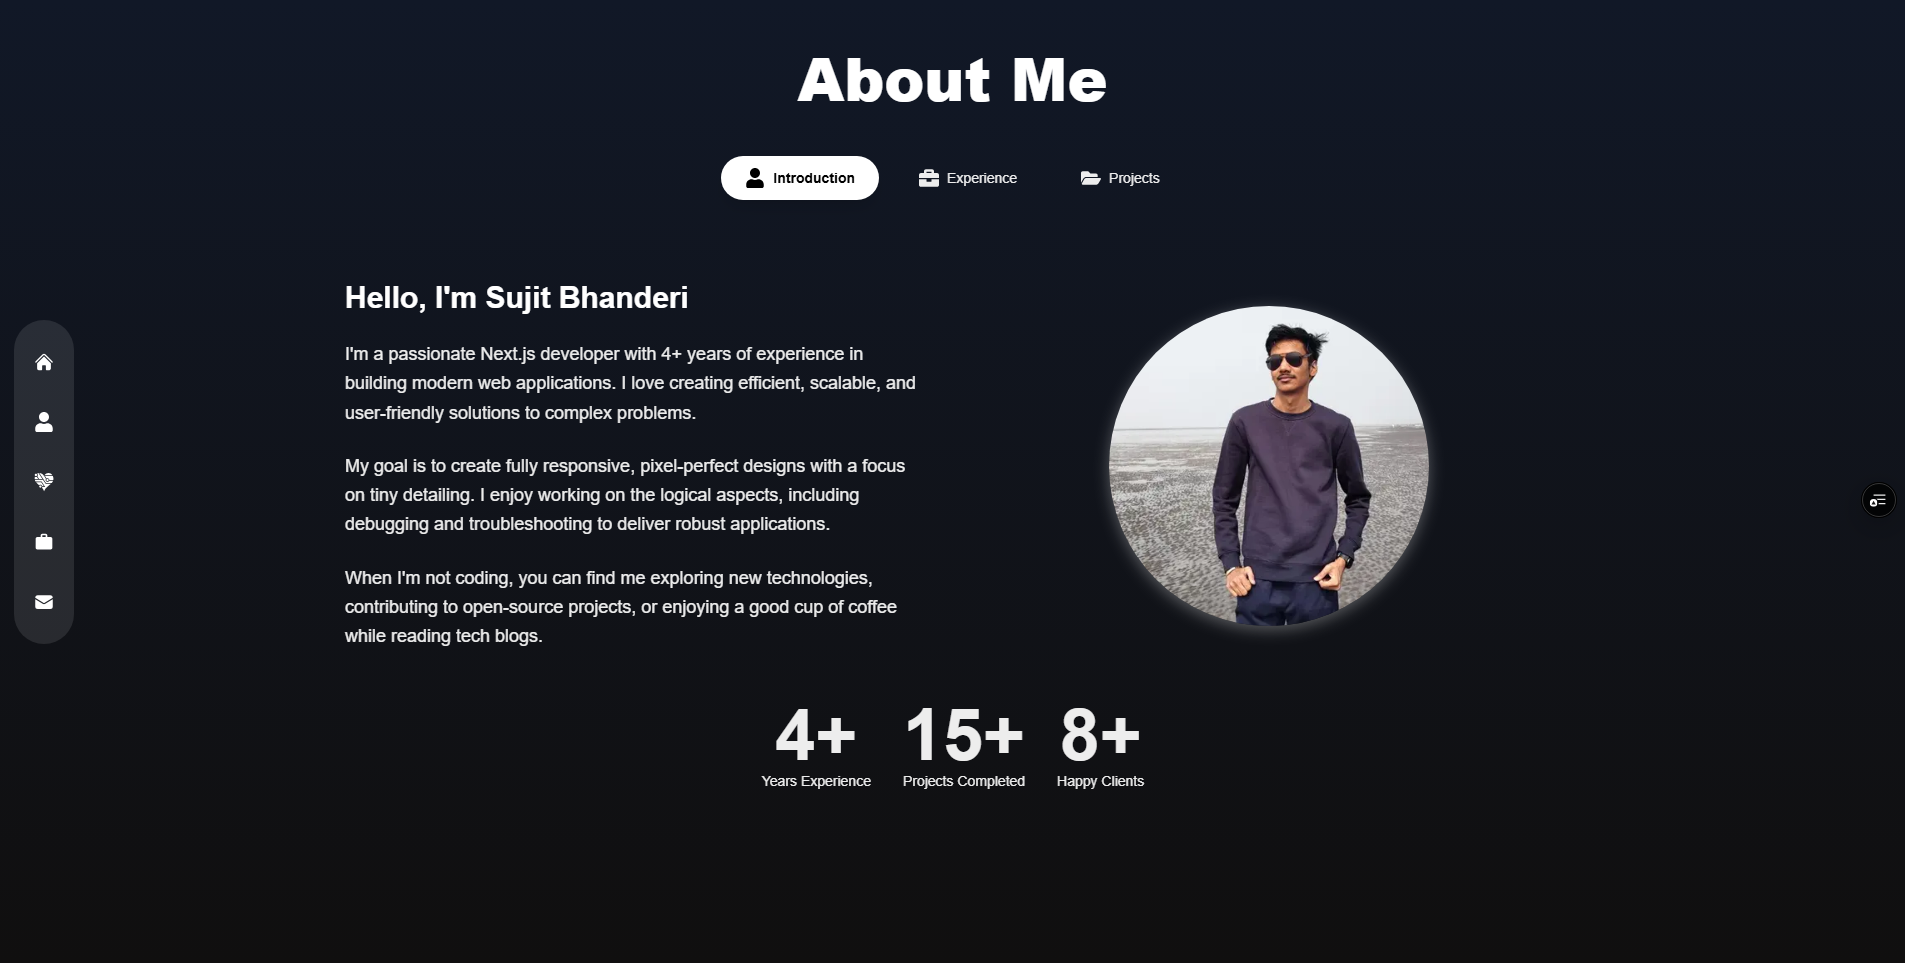 About Me
Introduction
Experience
Projects
Hello, I'm Sujit Bhanderi
I'm a passionate Next.js developer with 4+ years of experience in
building modern web applications. I love creating efficient, scalable, and
user-friendly solutions to complex problems.
My goal is to create fully responsive, pixel-perfect designs with a focus
on tiny detailing. I enjoy working on the logical aspects, including
debugging and troubleshooting to deliver robust applications.
When I'm not coding, you can find me exploring new technologies,
contributing to open-source projects, or enjoying a good cup of coffee
while reading tech blogs.
4+
Years Experience
15+
Projects Completed
8+
Happy Clients